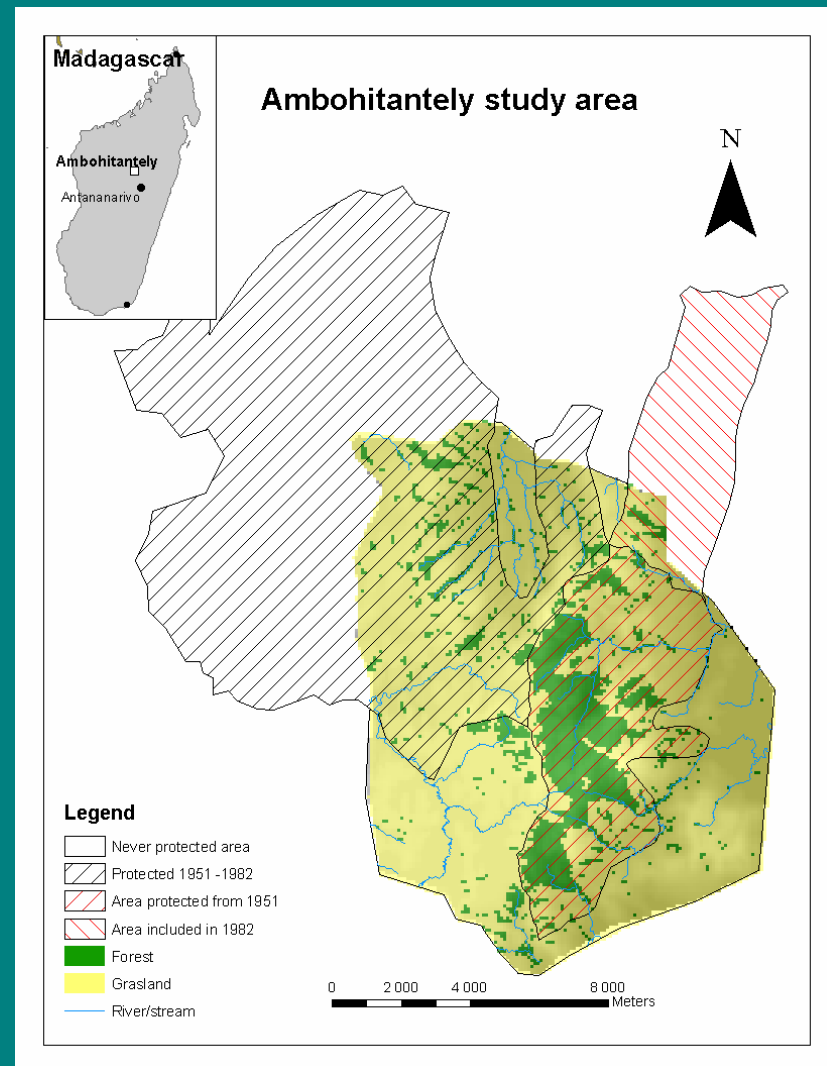 Madagascar
Ambohitantely
Antananarivo
Ambohitantely study area
N
Legend
Never protected area
Protected 1951 -1982
Area protected from 1951
Area included in 1982
Forest
Grasland
River/stream
0 2 000 4 000 8 000
Meters